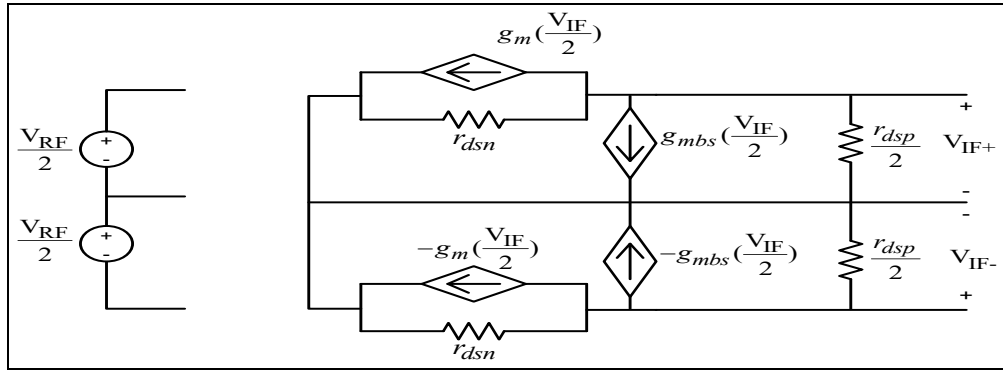 g_m(V_IF/2)
r_dsn
V_RF/2
+
-
g_mbs(V_IF/2)
r_dsp/2
+
V_IF+
-
-
V_RF/2
+
-
-g_m(V_IF/2)
-g_mbs(V_IF/2)
r_dsp/2
V_IF-
+
r_dsn